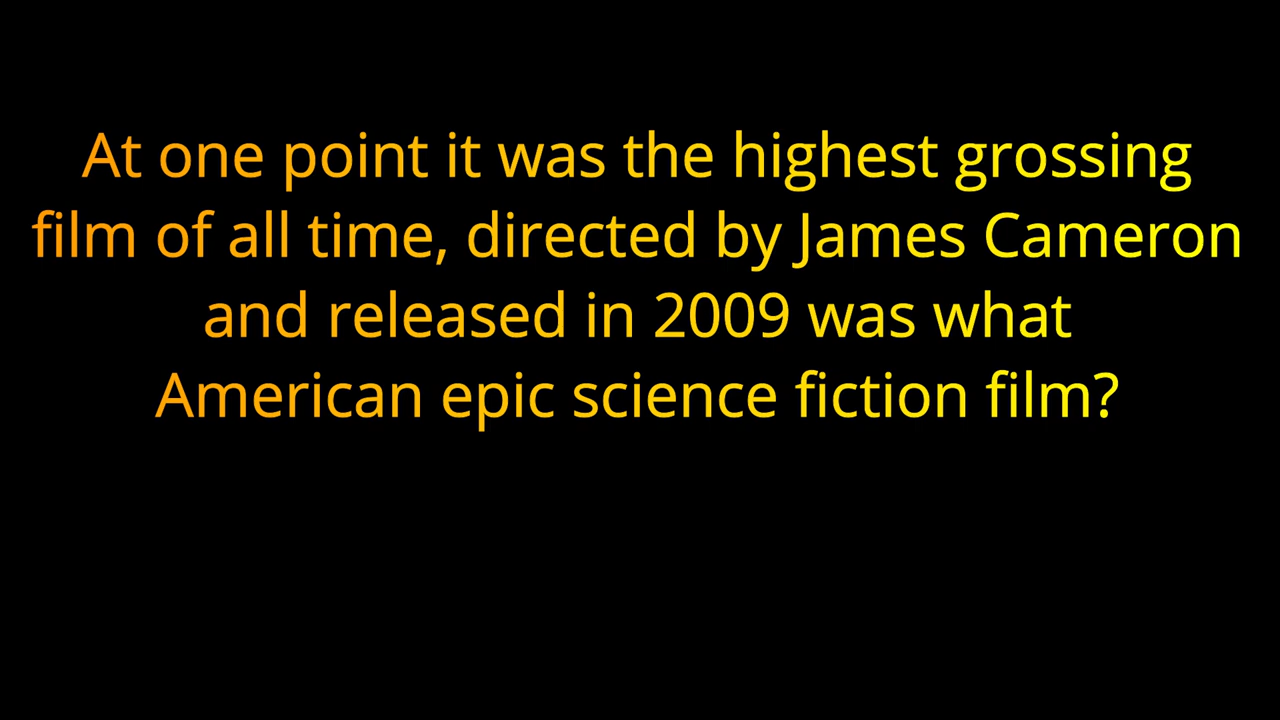 At one point it was the highest grossing
film of all time, directed by James Cameron
and released in 2009 was what
American epic science fiction film?